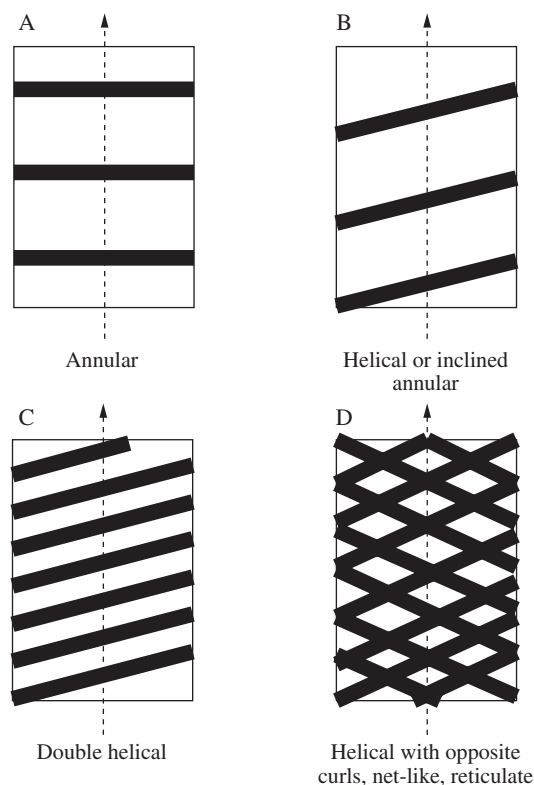 A
B
Annular
Helical or inclined
annular
C
D
Double helical
Helical with opposite
curls, net-like, reticulate